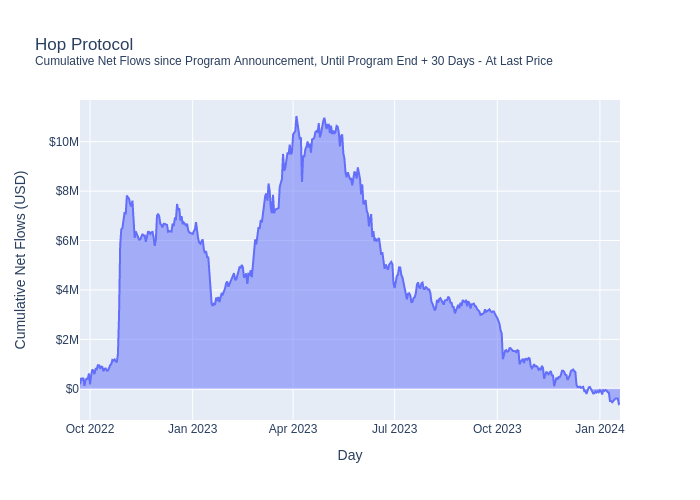 Hop Protocol
Cumulative Net Flows since Program Announcement, Until Program End + 30 Days - At Last Price
Cumulative Net Flows (USD)
$10M
$8M
$6M
$4M
$2M
$0
Oct 2022 Jan 2023 Apr 2023 Jul 2023 Oct 2023 Jan 2024
Day